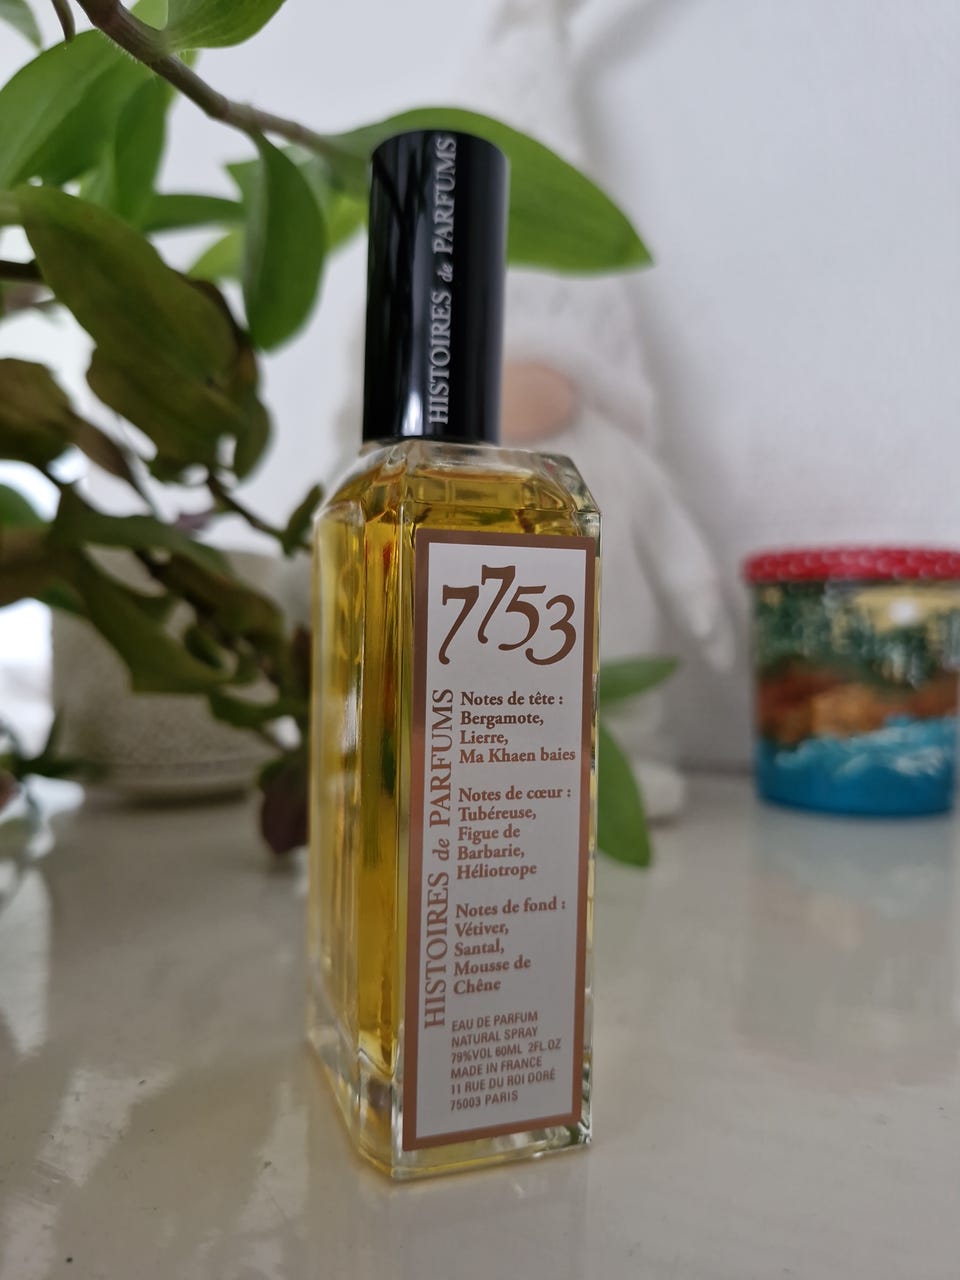 HISTOIRES de PARFUMS
7753
HISTOIRES de PARFUMS
Notes de tête :
Bergamote,
Lierre,
Ma Khaen baies
Notes de cœur :
Tubéreuse,
Figue de
Barbarie,
Héliotrope
Notes de fond :
Vétiver,
Santal,
Mousse de
Chêne
EAU DE PARFUM
NATURAL SPRAY
79%VOL 60ML 2FL.OZ
MADE IN FRANCE
11 RUE DU ROI DORÉ
75003 PARIS